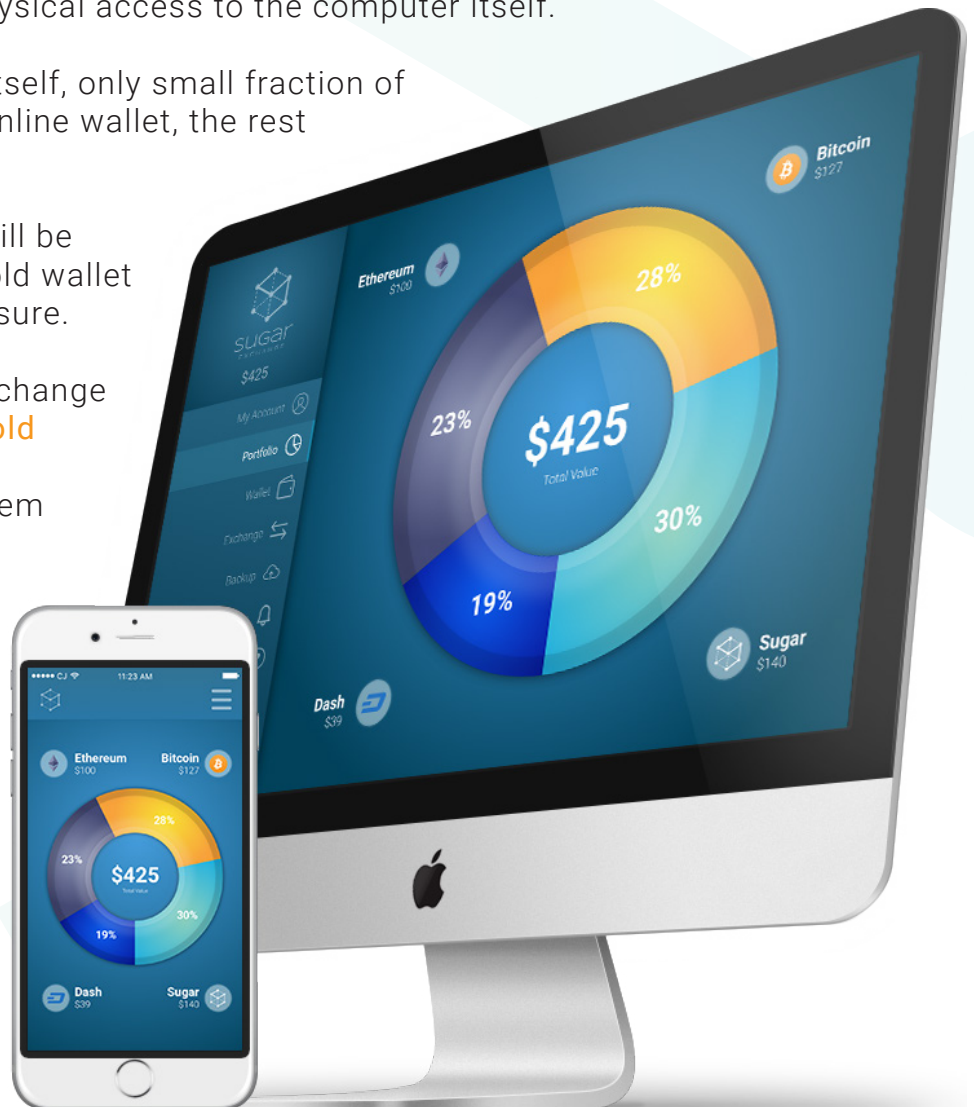 ysical access to the computer itself.
tself, only small fraction of
nline wallet, the rest
ill be
old wallet
sure.
change
old
em
Bitcoin
$127
Ethereum
$100
28%
sugar
$425
My Account
Portfolio
Wallet
Exchange
Backup
23%
$425
Total Value
30%
19%
Sugar
$140
Dash
$39
CJ 11:23 AM
Ethereum
$100
Bitcoin
$127
28%
23%
$425
Total Value
30%
19%
Dash
$39
Sugar
$140